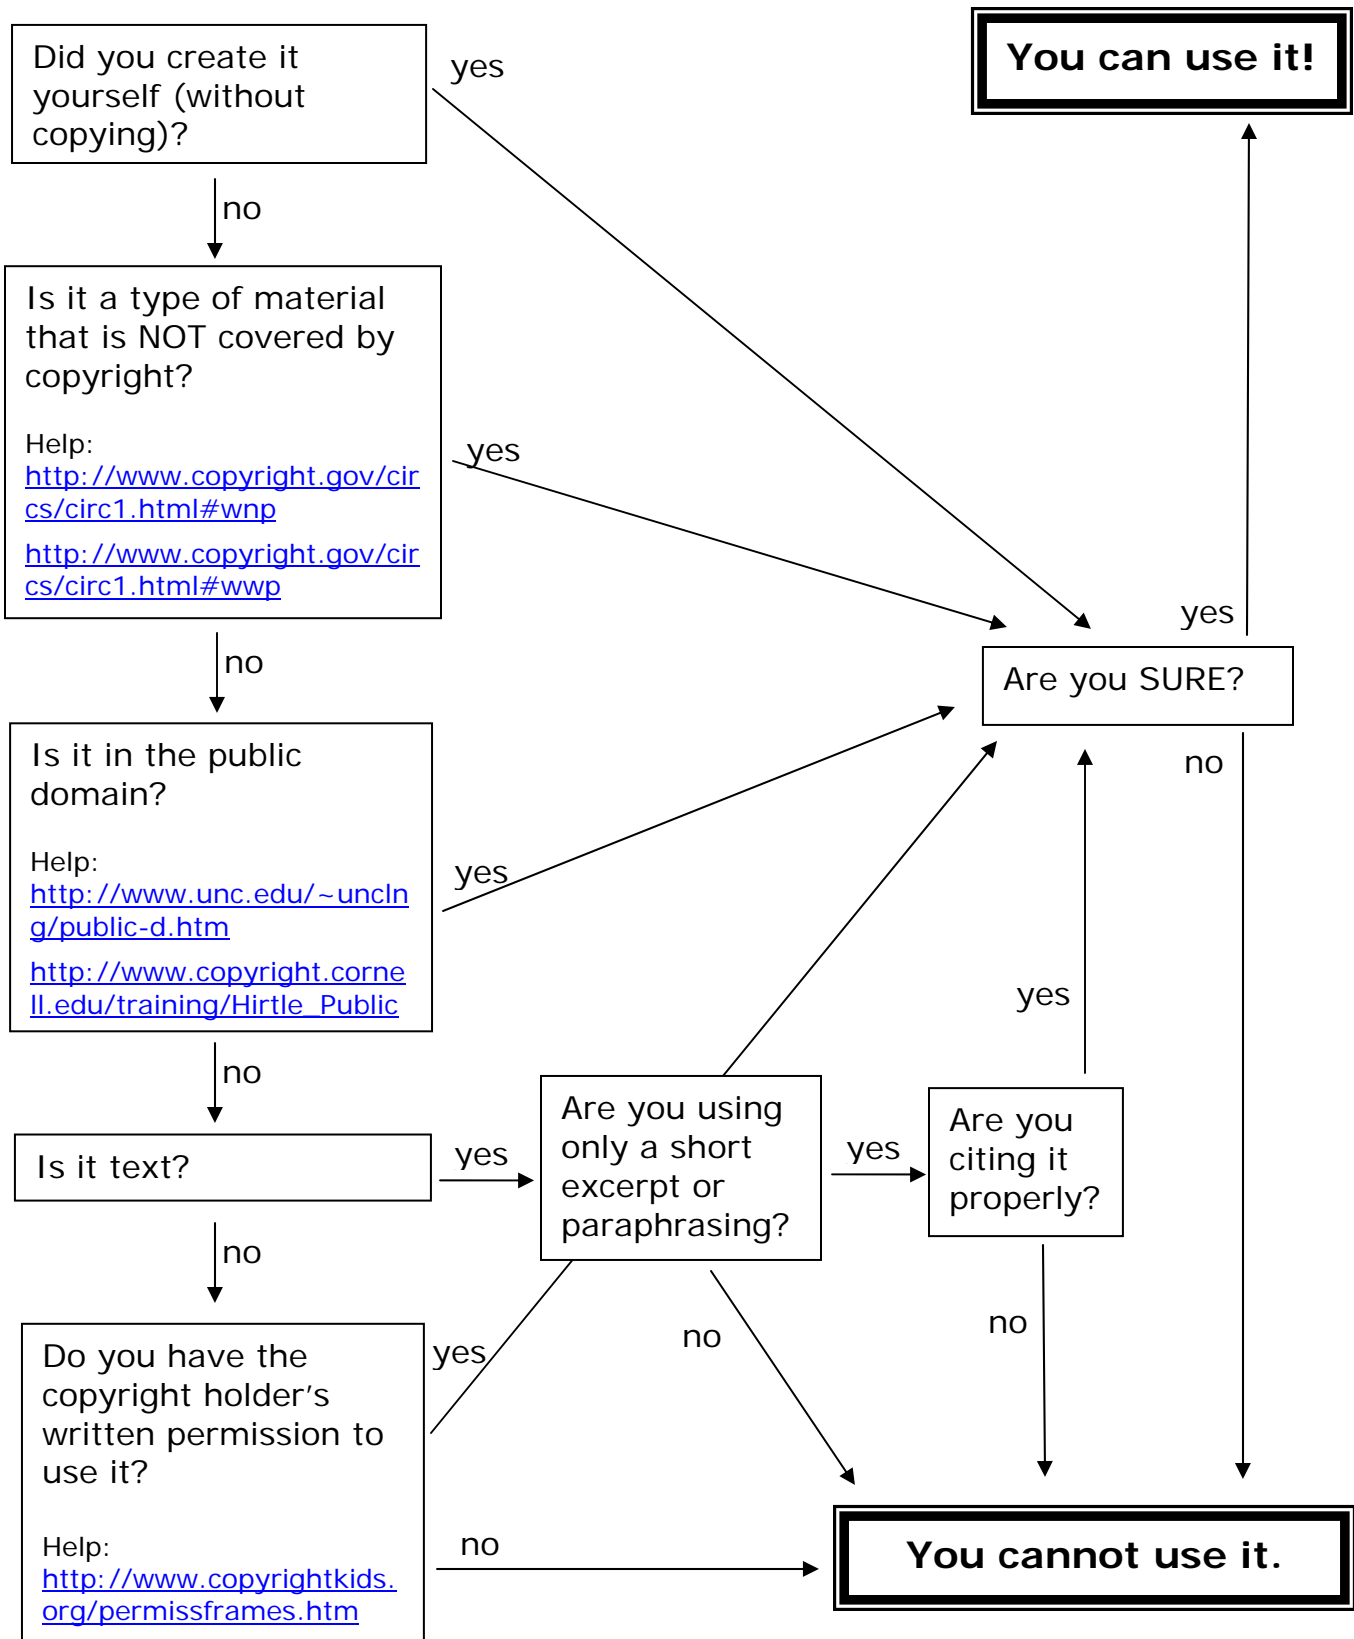 Did you create it
yourself (without
copying)?
yes
You can use it!
no
Is it a type of material
that is NOT covered by
copyright?
Help:
http://www.copyright.gov/cir
cs/circ1.html#wnp
http://www.copyright.gov/cir
cs/circ1.html#wwp
yes
yes
Are you SURE?
no
no
Is it in the public
domain?
Help:
http://www.unc.edu/~uncln
g/public-d.htm
http://www.copyright.corne
ll.edu/training/Hirtle_Public
yes
yes
no
Is it text?
yes
Are you using
only a short
excerpt or
paraphrasing?
yes
Are you
citing it
properly?
no
Do you have the
copyright holder's
written permission to
use it?
Help:
http://www.copyrightkids.
org/permissframes.htm
yes
no
no
no
You cannot use it.